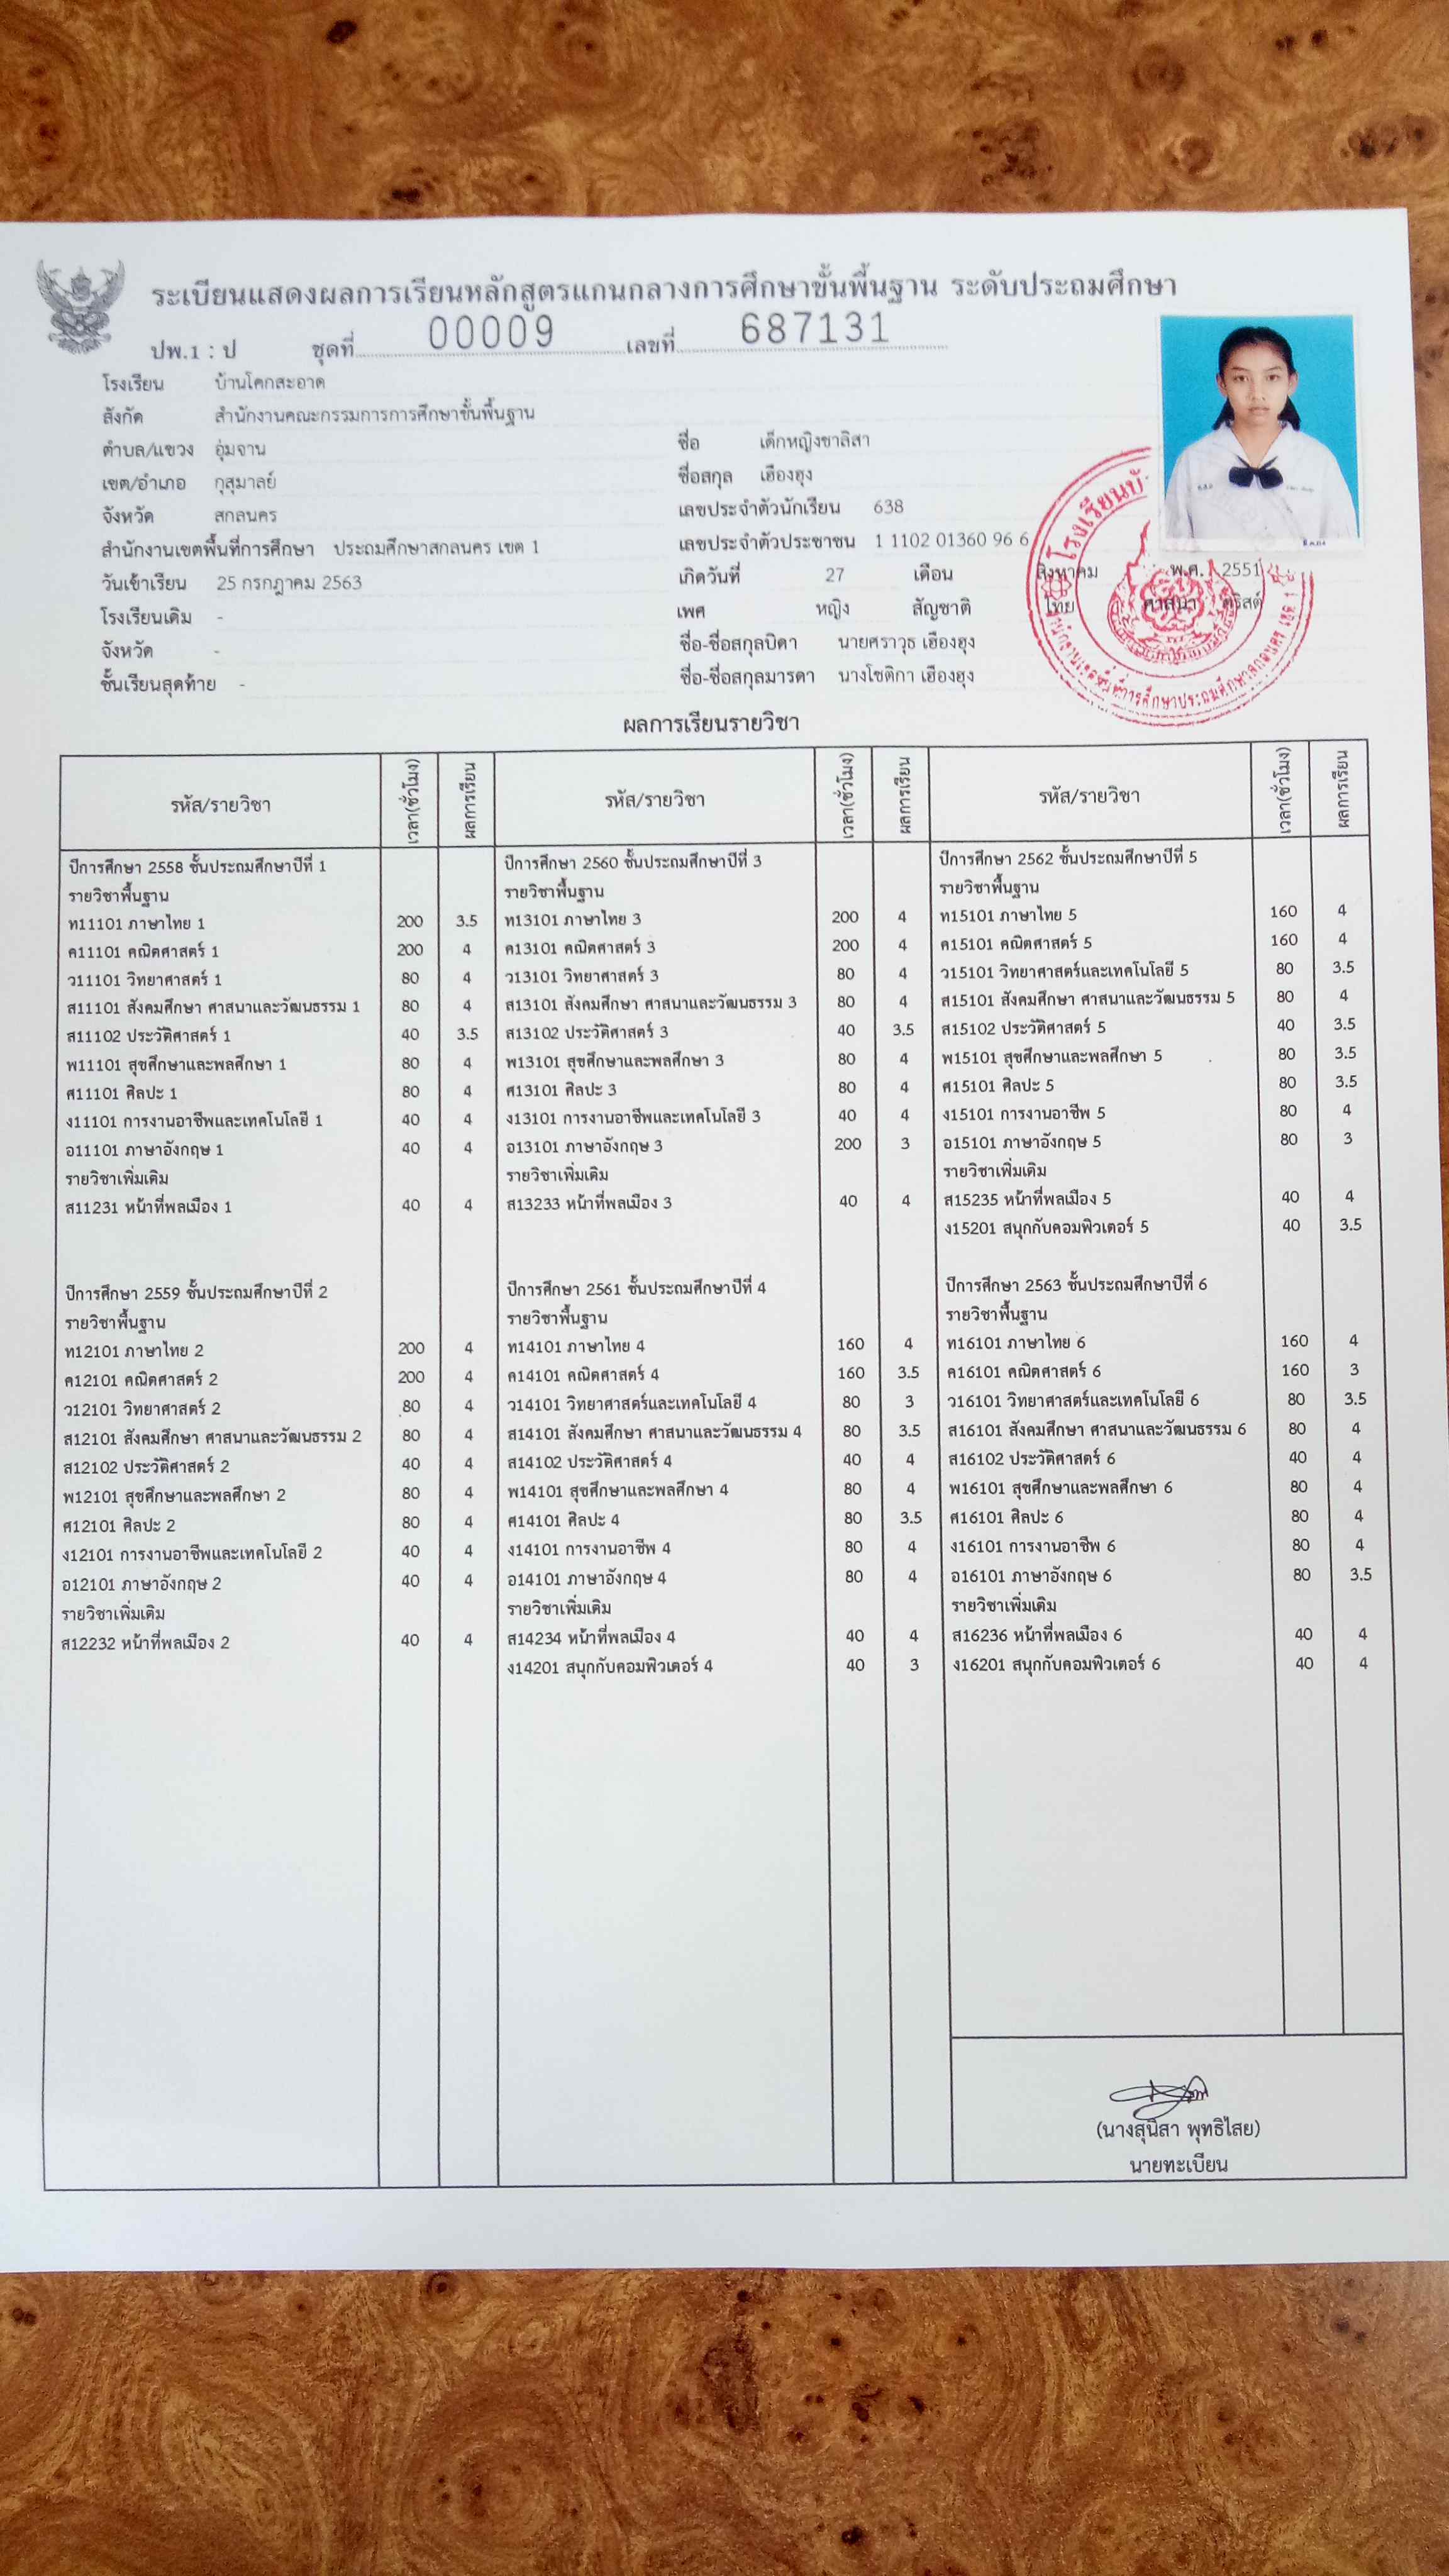 ระเบียนแสดงผลการเรียนหลักสูตรแกนกลางการศึกษาขั้นพื้นฐาน ระดับประถมศึกษา
ปพ.1 : ป ชุดที่ 00009 เลขที่ 687131
โรงเรียน บ้านโคกสะอาด
สังกัด สำนักงานคณะกรรมการการศึกษาขั้นพื้นฐาน
ตำบล/แขวง อุ่มจาน
เขต/อำเภอ กุสุมาลย์
จังหวัด สกลนคร
สำนักงานเขตพื้นที่การศึกษา ประถมศึกษาสกลนคร เขต 1
วันเข้าเรียน 25 กรกฎาคม 2563
โรงเรียนเดิม -
จังหวัด -
ชั้นเรียนสุดท้าย -
ชื่อ เด็กหญิงชาลิสา
ชื่อสกุล เฮืองฮุง
เลขประจำตัวนักเรียน 638
เลขประจำตัวประชาชน 1 1102 01360 96 6
เกิดวันที่ 27 เดือน สิงหาคม พ.ศ. 2551
เพศ หญิง สัญชาติ ไทย ศาสนา คริสต์
ชื่อ-ชื่อสกุลบิดา นายศราวุธ เฮืองฮุง
ชื่อ-ชื่อสกุลมารดา นางโชติกา เฮืองฮุง
ผลการเรียนรายวิชา
รหัส/รายวิชา เวลา(ชั่วโมง) ผลการเรียน
ปีการศึกษา 2558 ชั้นประถมศึกษาปีที่ 1
รายวิชาพื้นฐาน
ท11101 ภาษาไทย 1 200 3.5
ค11101 คณิตศาสตร์ 1 200 4
ว11101 วิทยาศาสตร์ 1 80 4
ส11101 สังคมศึกษา ศาสนาและวัฒนธรรม 1 80 4
ส11102 ประวัติศาสตร์ 1 40 3.5
พ11101 สุขศึกษาและพลศึกษา 1 80 4
ศ11101 ศิลปะ 1 80 4
ง11101 การงานอาชีพและเทคโนโลยี 1 40 4
อ11101 ภาษาอังกฤษ 1 40 4
รายวิชาเพิ่มเติม
ส11231 หน้าที่พลเมือง 1 40 4
ปีการศึกษา 2559 ชั้นประถมศึกษาปีที่ 2
รายวิชาพื้นฐาน
ท12101 ภาษาไทย 2 200 4
ค12101 คณิตศาสตร์ 2 200 4
ว12101 วิทยาศาสตร์ 2 80 4
ส12101 สังคมศึกษา ศาสนาและวัฒนธรรม 2 80 4
ส12102 ประวัติศาสตร์ 2 40 4
พ12101 สุขศึกษาและพลศึกษา 2 80 4
ศ12101 ศิลปะ 2 80 4
ง12101 การงานอาชีพและเทคโนโลยี 2 40 4
อ12101 ภาษาอังกฤษ 2 40 4
รายวิชาเพิ่มเติม
ส12232 หน้าที่พลเมือง 2 40 4
รหัส/รายวิชา เวลา(ชั่วโมง) ผลการเรียน
ปีการศึกษา 2560 ชั้นประถมศึกษาปีที่ 3
รายวิชาพื้นฐาน
ท13101 ภาษาไทย 3 200 4
ค13101 คณิตศาสตร์ 3 200 4
ว13101 วิทยาศาสตร์ 3 80 4
ส13101 สังคมศึกษา ศาสนาและวัฒนธรรม 3 80 4
ส13102 ประวัติศาสตร์ 3 40 3.5
พ13101 สุขศึกษาและพลศึกษา 3 80 4
ศ13101 ศิลปะ 3 80 4
ง13101 การงานอาชีพและเทคโนโลยี 3 40 4
อ13101 ภาษาอังกฤษ 3 200 3
รายวิชาเพิ่มเติม
ส13233 หน้าที่พลเมือง 3 40 4
ปีการศึกษา 2561 ชั้นประถมศึกษาปีที่ 4
รายวิชาพื้นฐาน
ท14101 ภาษาไทย 4 160 4
ค14101 คณิตศาสตร์ 4 160 3.5
ว14101 วิทยาศาสตร์และเทคโนโลยี 4 80 3
ส14101 สังคมศึกษา ศาสนาและวัฒนธรรม 4 80 3.5
ส14102 ประวัติศาสตร์ 4 40 4
พ14101 สุขศึกษาและพลศึกษา 4 80 4
ศ14101 ศิลปะ 4 80 3.5
ง14101 การงานอาชีพ 4 80 4
อ14101 ภาษาอังกฤษ 4 80 4
รายวิชาเพิ่มเติม
ส14234 หน้าที่พลเมือง 4 40 4
ง14201 สนุกกับคอมพิวเตอร์ 4 40 3
รหัส/รายวิชา เวลา(ชั่วโมง) ผลการเรียน
ปีการศึกษา 2562 ชั้นประถมศึกษาปีที่ 5
รายวิชาพื้นฐาน
ท15101 ภาษาไทย 5 160 4
ค15101 คณิตศาสตร์ 5 160 4
ว15101 วิทยาศาสตร์และเทคโนโลยี 5 80 3.5
ส15101 สังคมศึกษา ศาสนาและวัฒนธรรม 5 80 4
ส15102 ประวัติศาสตร์ 5 40 3.5
พ15101 สุขศึกษาและพลศึกษา 5 80 3.5
ศ15101 ศิลปะ 5 80 3.5
ง15101 การงานอาชีพ 5 80 4
อ15101 ภาษาอังกฤษ 5 80 3
รายวิชาเพิ่มเติม
ส15235 หน้าที่พลเมือง 5 40 4
ง15201 สนุกกับคอมพิวเตอร์ 5 40 3.5
ปีการศึกษา 2563 ชั้นประถมศึกษาปีที่ 6
รายวิชาพื้นฐาน
ท16101 ภาษาไทย 6 160 4
ค16101 คณิตศาสตร์ 6 160 3
ว16101 วิทยาศาสตร์และเทคโนโลยี 6 80 3.5
ส16101 สังคมศึกษา ศาสนาและวัฒนธรรม 6 80 4
ส16102 ประวัติศาสตร์ 6 40 4
พ16101 สุขศึกษาและพลศึกษา 6 80 4
ศ16101 ศิลปะ 6 80 4
ง16101 การงานอาชีพ 6 80 4
อ16101 ภาษาอังกฤษ 6 80 3.5
รายวิชาเพิ่มเติม
ส16236 หน้าที่พลเมือง 6 40 4
ง16201 สนุกกับคอมพิวเตอร์ 6 40 4
(นางสุนิสา พุทธิไสย)
นายทะเบียน